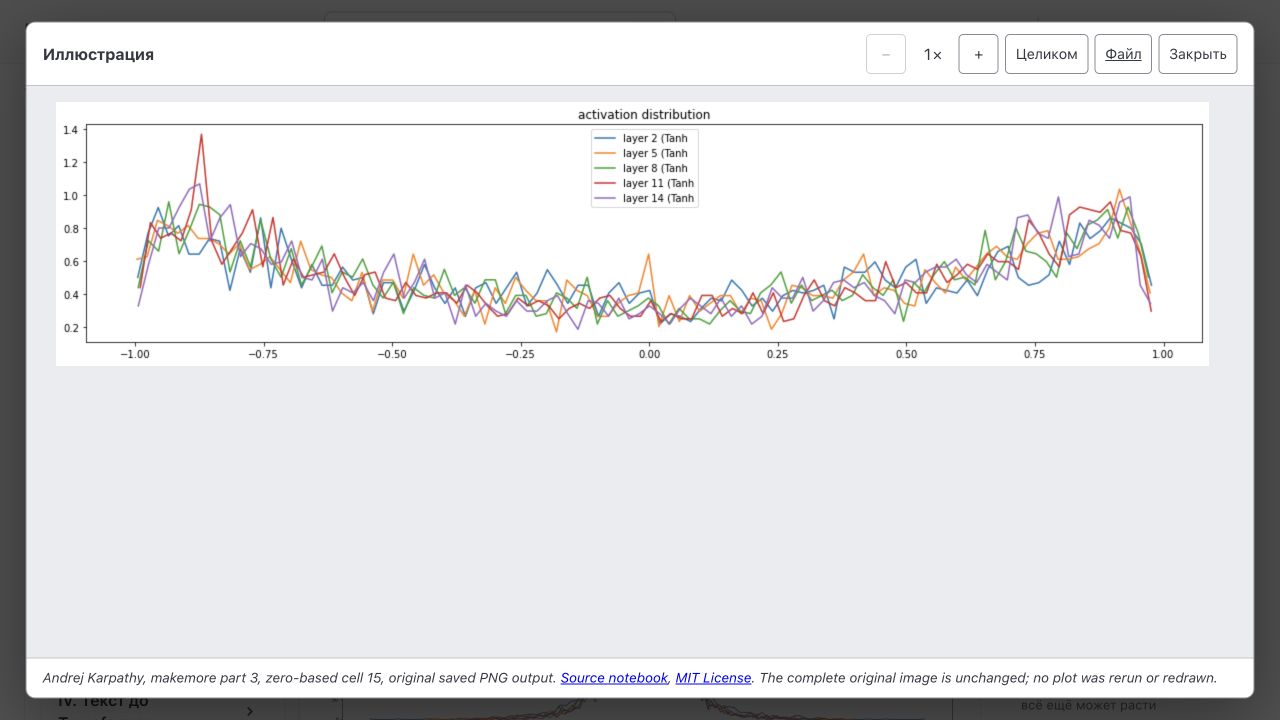 Иллюстрация
− 1× + Целиком Файл Закрыть
activation distribution
1.4
1.2
1.0
0.8
0.6
0.4
0.2
layer 2 (Tanh
layer 5 (Tanh
layer 8 (Tanh
layer 11 (Tanh
layer 14 (Tanh
−1.00 −0.75 −0.50 −0.25 0.00 0.25 0.50 0.75 1.00
Andrej Karpathy, makemore part 3, zero-based cell 15, original saved PNG output. Source notebook, MIT License. The complete original image is unchanged; no plot was rerun or redrawn.
IV. Текст до
всё ещё может расти